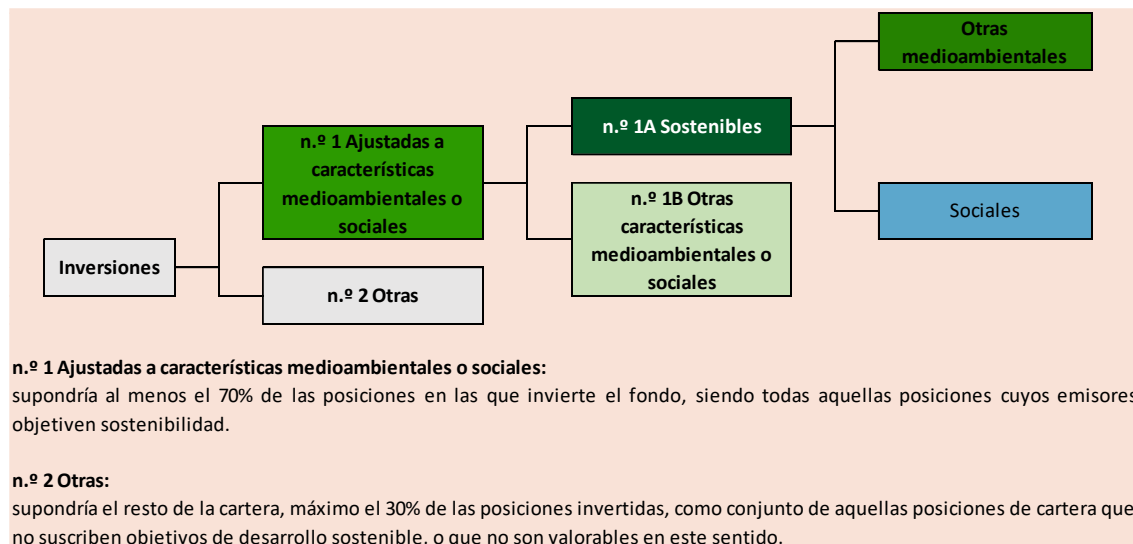 Otras
medioambientales
n.º 1A Sostenibles
n.º 1 Ajustadas a
características
medioambientales o
sociales
n.º 1B Otras
características
medioambientales o
sociales
Sociales
Inversiones
n.º 2 Otras
n.º 1 Ajustadas a características medioambientales o sociales:
supondría al menos el 70% de las posiciones en las que invierte el fondo, siendo todas aquellas posiciones cuyos emisores
objetiven sostenibilidad.
n.º 2 Otras:
supondría el resto de la cartera, máximo el 30% de las posiciones invertidas, como conjunto de aquellas posiciones de cartera que
no suscriben objetivos de desarrollo sostenible, o que no son valorables en este sentido.